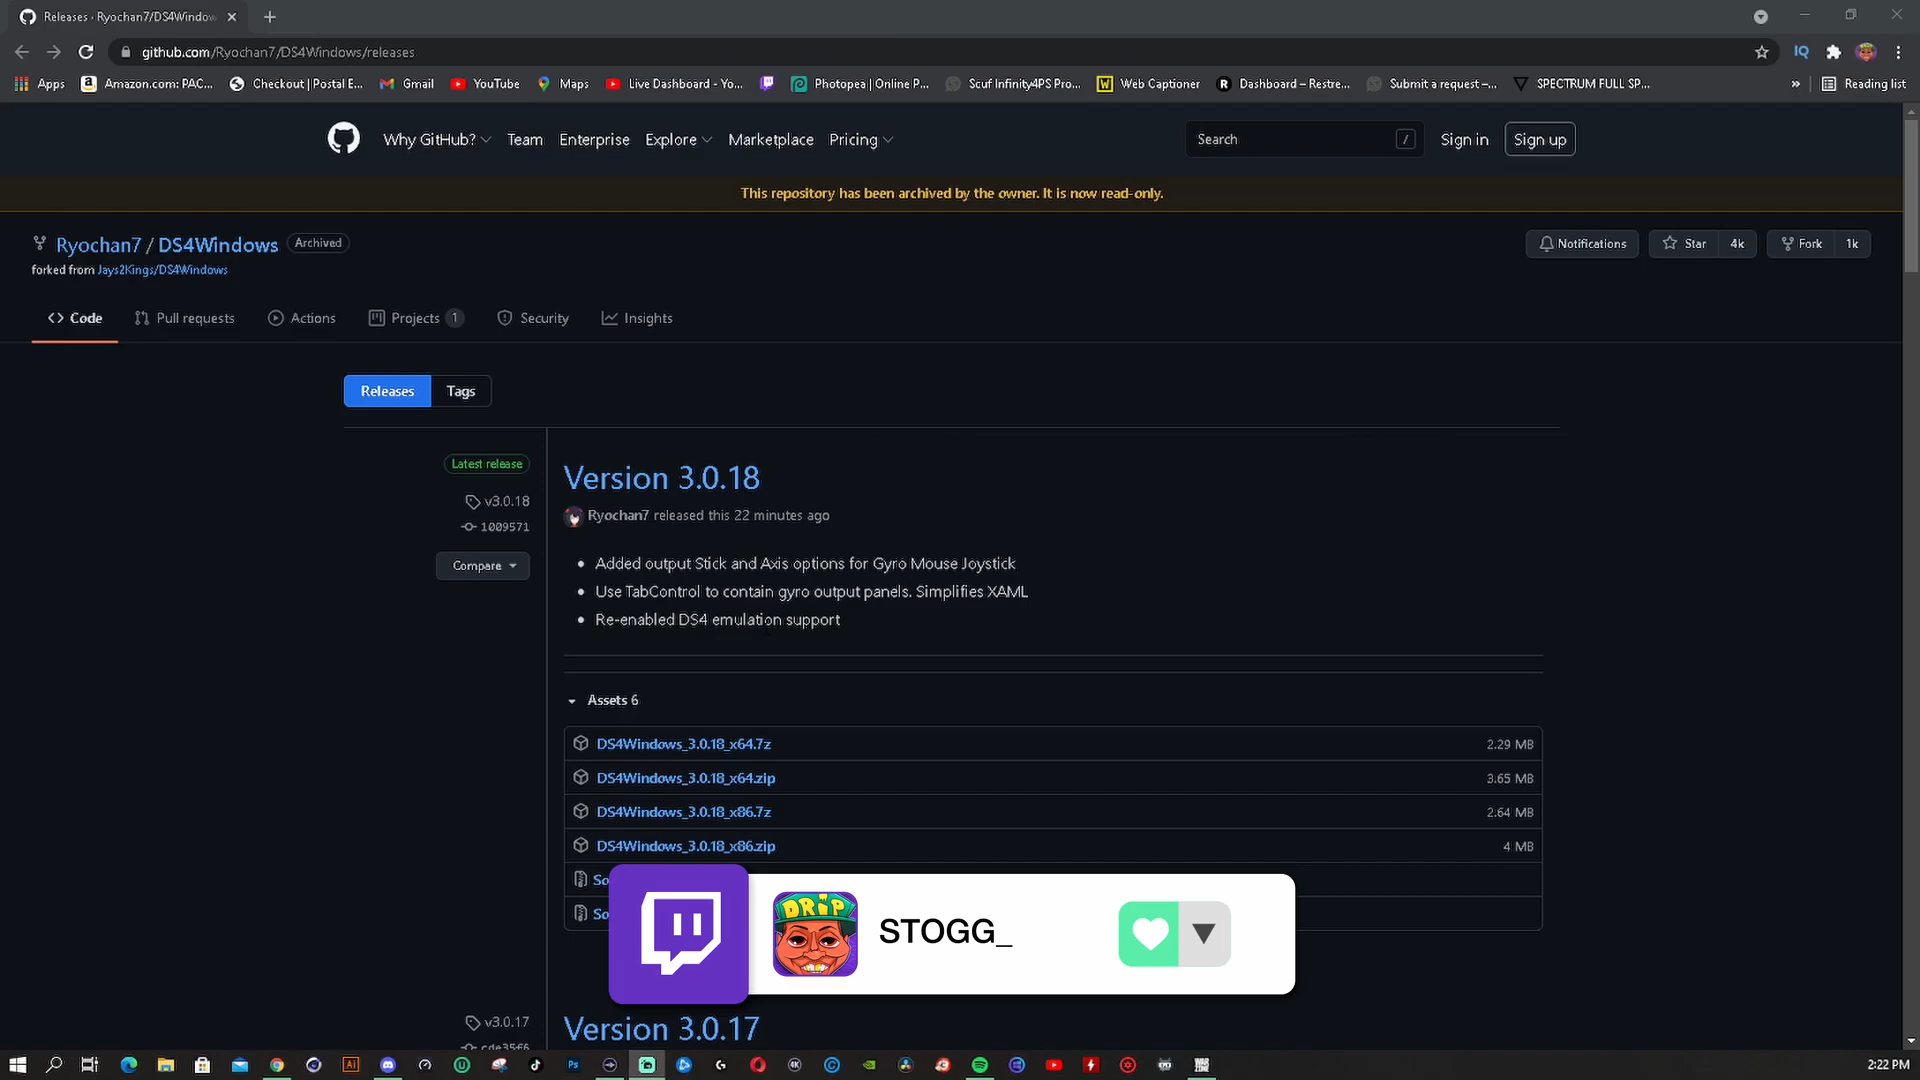 Releases · Ryochan7/DS4Window
github.com/Ryochan7/DS4Windows/releases
Apps
Amazon.com: PAC...
Checkout | Postal E...
Gmail
YouTube
Maps
Live Dashboard - Yo...
Photopea | Online P...
Scuf Infinity4PS Pro...
Web Captioner
Dashboard – Restre...
Submit a request –...
SPECTRUM FULL SP...
»
Reading list
Why GitHub?
Team
Enterprise
Explore
Marketplace
Pricing
Search
/
Sign in
Sign up
This repository has been archived by the owner. It is now read-only.
Ryochan7 / DS4Windows Archived
forked from Jays2Kings/DS4Windows
Notifications
Star 4k
Fork 1k
Code
Pull requests
Actions
Projects 1
Security
Insights
Releases
Tags
Latest release
v3.0.18
1009571
Compare
Version 3.0.18
Ryochan7 released this 22 minutes ago
• Added output Stick and Axis options for Gyro Mouse Joystick
• Use TabControl to contain gyro output panels. Simplifies XAML
• Re-enabled DS4 emulation support
Assets 6
DS4Windows_3.0.18_x64.7z 2.29 MB
DS4Windows_3.0.18_x64.zip 3.65 MB
DS4Windows_3.0.18_x86.7z 2.64 MB
DS4Windows_3.0.18_x86.zip 4 MB
So
So
DRIP
STOGG_
v3.0.17
Version 3.0.17
2:22 PM